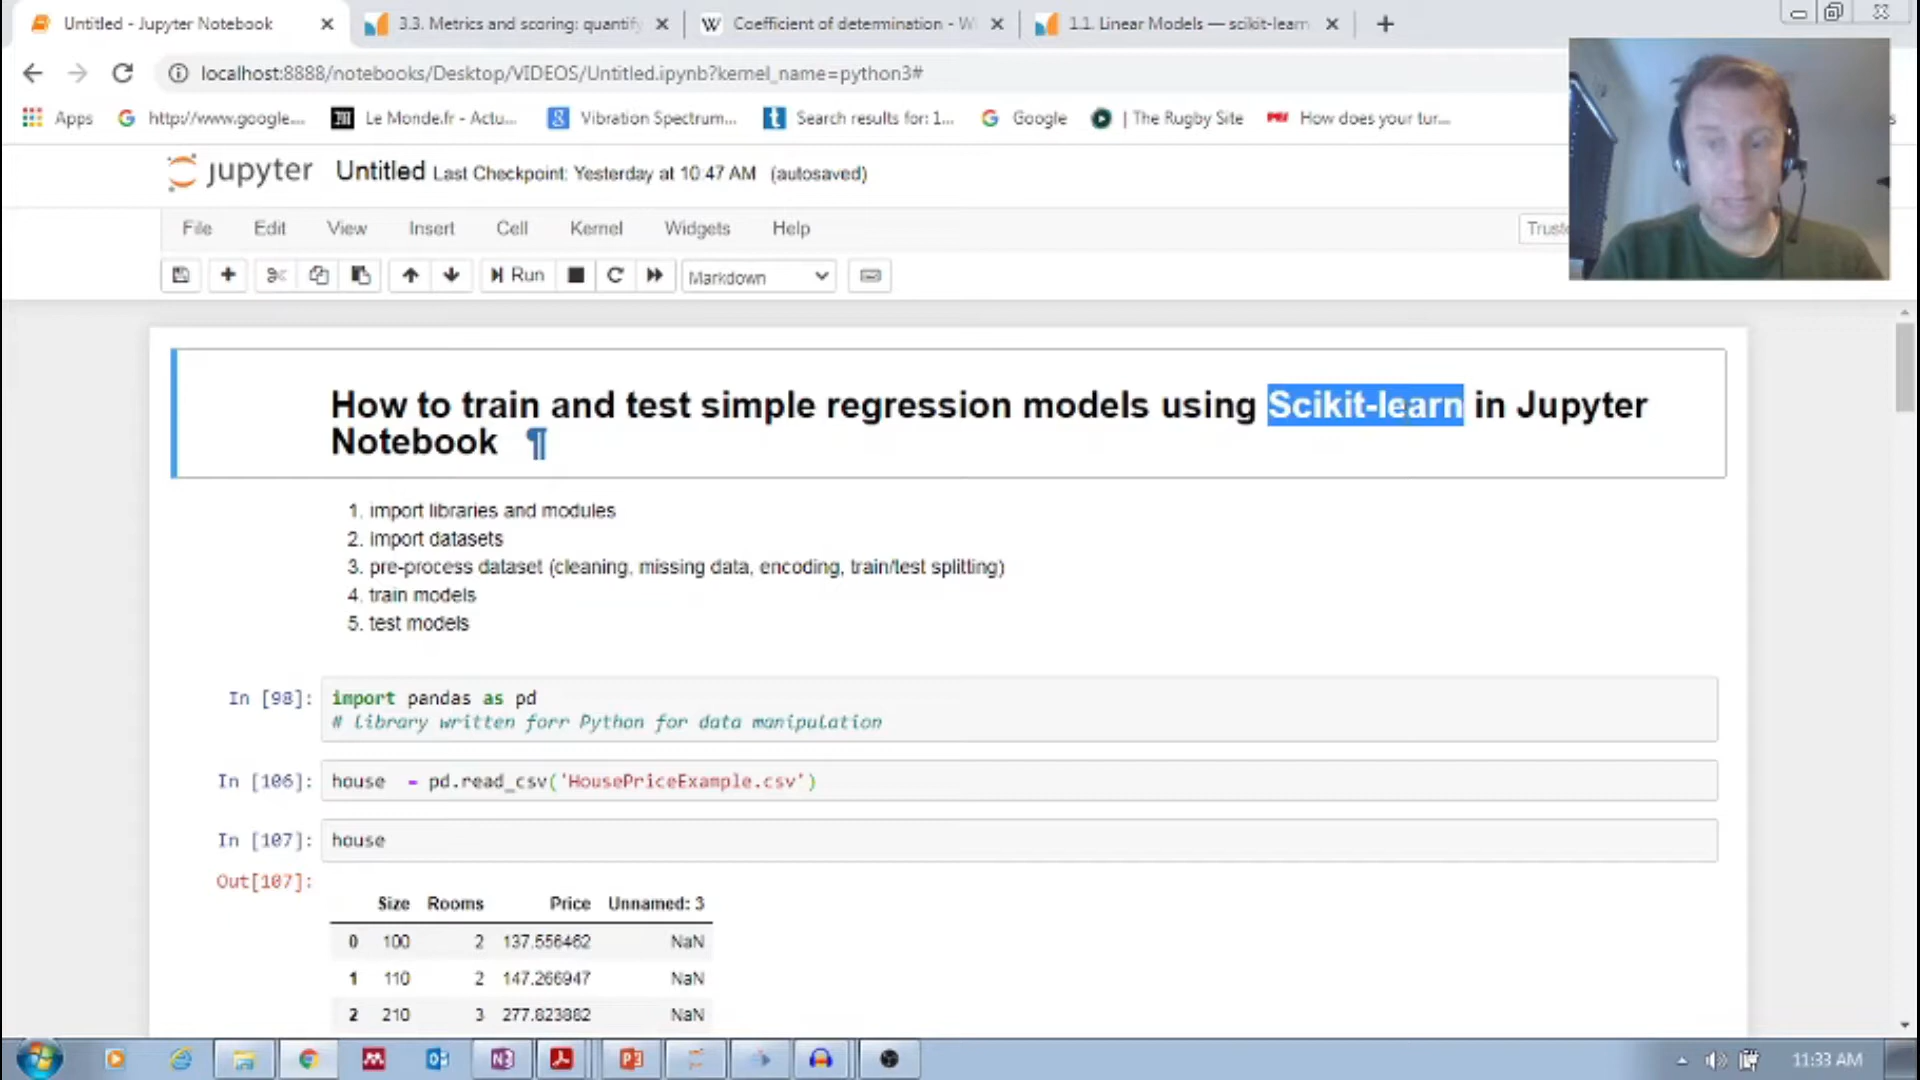 Untitled - Jupyter Notebook
3.3. Metrics and scoring: quantify
W Coefficient of determination - W
1.1. Linear Models — scikit-learn
localhost:8888/notebooks/Desktop/VIDEOS/Untitled.ipynb?kernel_name=python3#
Apps http://www.google.... Le Monde.fr - Actu... Vibration Spectrum... Search results for: 1... Google | The Rugby Site How does your tur...
jupyter Untitled Last Checkpoint: Yesterday at 10:47 AM (autosaved)
File Edit View Insert Cell Kernel Widgets Help Truste
Run Markdown
How to train and test simple regression models using Scikit-learn in Jupyter
Notebook ¶
1. import libraries and modules
2. import datasets
3. pre-process dataset (cleaning, missing data, encoding, train/test splitting)
4. train models
5. test models
In [98]: import pandas as pd
# library written forr Python for data manipulation
In [106]: house = pd.read_csv('HousePriceExample.csv')
In [107]: house
Out[107]:
Size Rooms Price Unnamed: 3
0 100 2 137.556462 NaN
1 110 2 147.266947 NaN
2 210 3 277.823882 NaN
11:33 AM